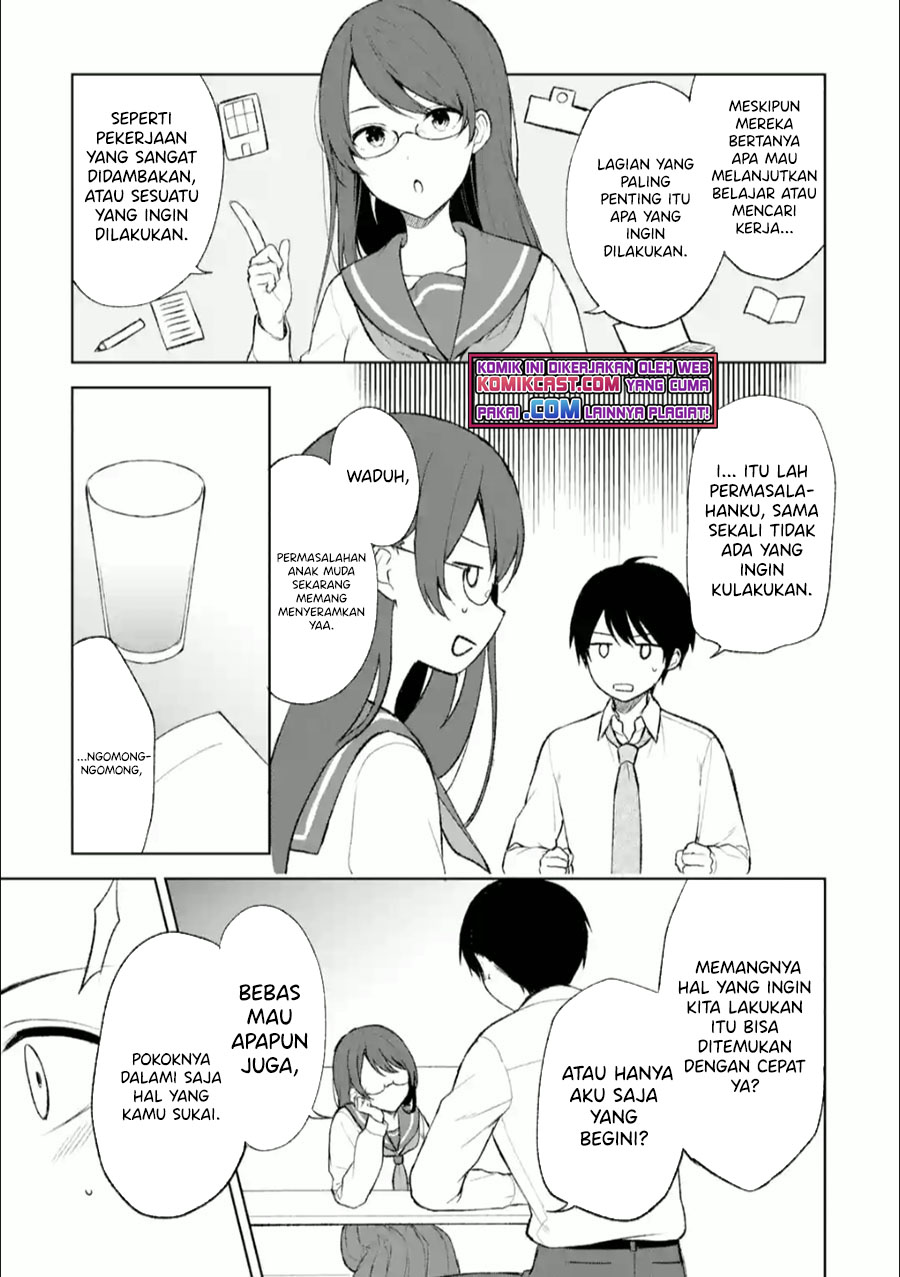 MESKIPUN
MEREKA
BERTANYA
APA MAU
MELANJUTKAN
BELAJAR ATAU
MENCARI
KERJA...
LAGIAN YANG
PALING
PENTING ITU
APA YANG
INGIN
DILAKUKAN.
SEPERTI
PEKERJAAN
YANG SANGAT
DIDAMBAKAN,
ATAU SESUATU
YANG INGIN
DILAKUKAN.
KOMIK INI DIKERJAKAN OLEH WEB
KOMIKCAST.COM YANG CUMA
PAKAI .COM LAINNYA PLAGIAT!
I... ITU LAH
PERMASALA-
HANKU, SAMA
SEKALI TIDAK
ADA YANG
INGIN
KULAKUKAN.
WADUH,
PERMASALAHAN
ANAK MUDA
SEKARANG
MEMANG
MENYERAMKAN
YAA.
...NGOMONG-
NGOMONG,
MEMANGNYA
HAL YANG INGIN
KITA LAKUKAN
ITU BISA
DITEMUKAN
DENGAN CEPAT
YA?
ATAU HANYA
AKU SAJA
YANG
BEGINI?
BEBAS
MAU
APAPUN
JUGA,
POKOKNYA
DALAMI SAJA
HAL YANG
KAMU SUKAI.